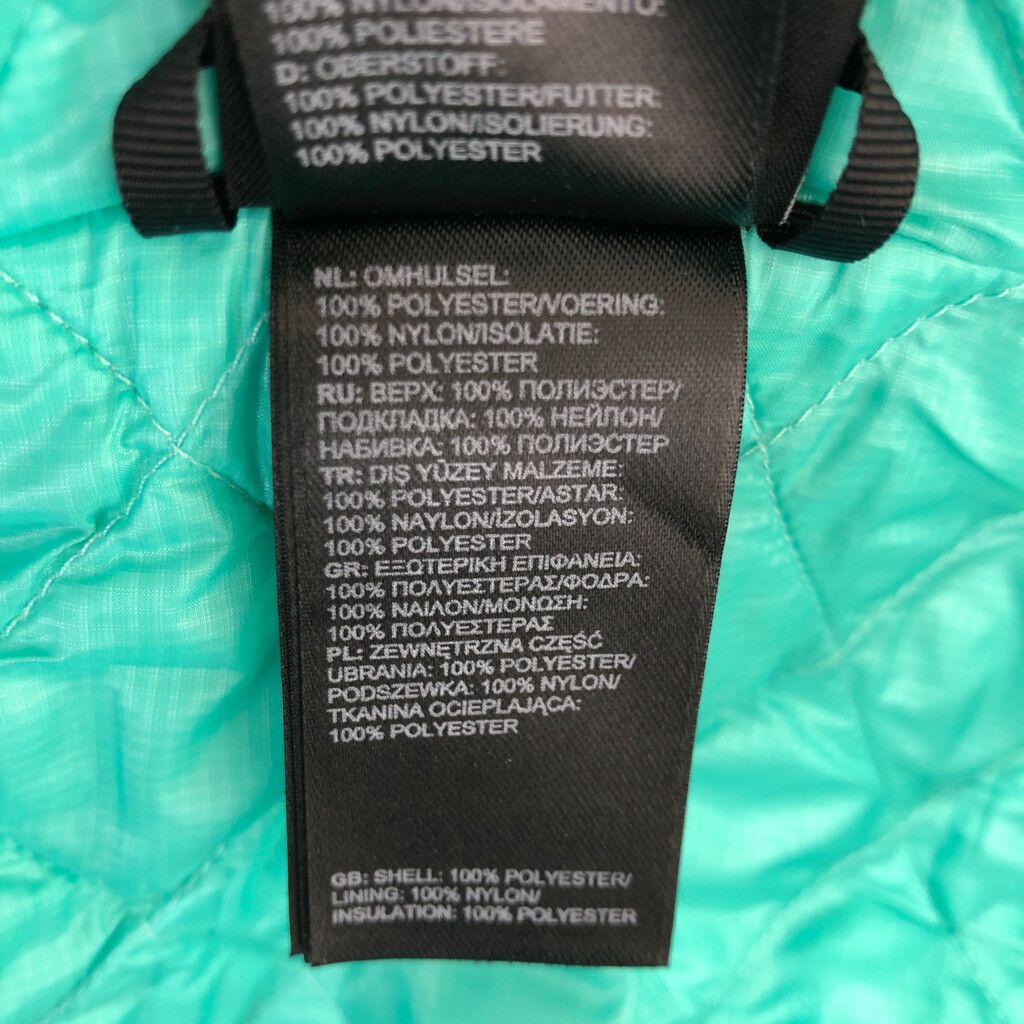 100% NYLON/ISOLAMENTO:
100% POLIESTERE
D: OBERSTOFF:
100% POLYESTER/FUTTER:
100% NYLON/ISOLIERUNG:
100% POLYESTER
NL: OMHULSEL:
100% POLYESTER/VOERING:
100% NYLON/ISOLATIE:
100% POLYESTER
RU: ВЕРХ: 100% ПОЛИЭСТЕР/
ПОДКЛАДКА: 100% НЕЙЛОН/
НАБИВКА: 100% ПОЛИЭСТЕР
TR: DIŞ YÜZEY MALZEME:
100% POLYESTER/ASTAR:
100% NAYLON/İZOLASYON:
100% POLYESTER
GR: ΕΞΩΤΕΡΙΚΗ ΕΠΙΦΑΝΕΙΑ:
100% ΠΟΛΥΕΣΤΕΡΑΣ/ΦΟΔΡΑ:
100% ΝΑΙΛΟΝ/ΜΟΝΩΣΗ:
100% ΠΟΛΥΕΣΤΕΡΑΣ
PL: ZEWNĘTRZNA CZĘŚĆ
UBRANIA: 100% POLYESTER/
PODSZEWKA: 100% NYLON/
TKANINA OCIEPLAJĄCA:
100% POLYESTER
GB: SHELL: 100% POLYESTER/
LINING: 100% NYLON/
INSULATION: 100% POLYESTER